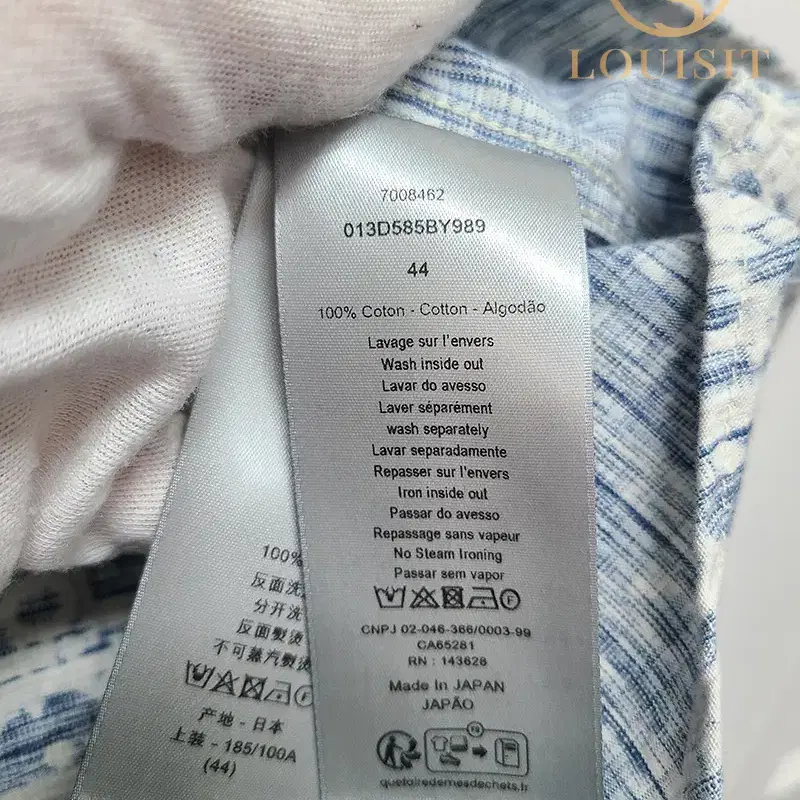 LOUISIT
7008462
013D585BY989
44
100% Coton - Cotton - Algodão
Lavage sur l'envers
Wash inside out
Lavar do avesso
Laver séparément
wash separately
Lavar separadamente
Repasser sur l'envers
Iron inside out
Passar do avesso
Repassage sans vapeur
No Steam Ironing
Passar sem vapor
CNPJ 02-046-366/0003-99
CA65281
RN : 143628
Made In JAPAN
JAPÃO
FR
quefairedemesdechets.fr
100%
反面洗
分开洗
反面熨烫
不可蒸汽熨烫
产地 - 日本
上装 - 185/100A
(44)